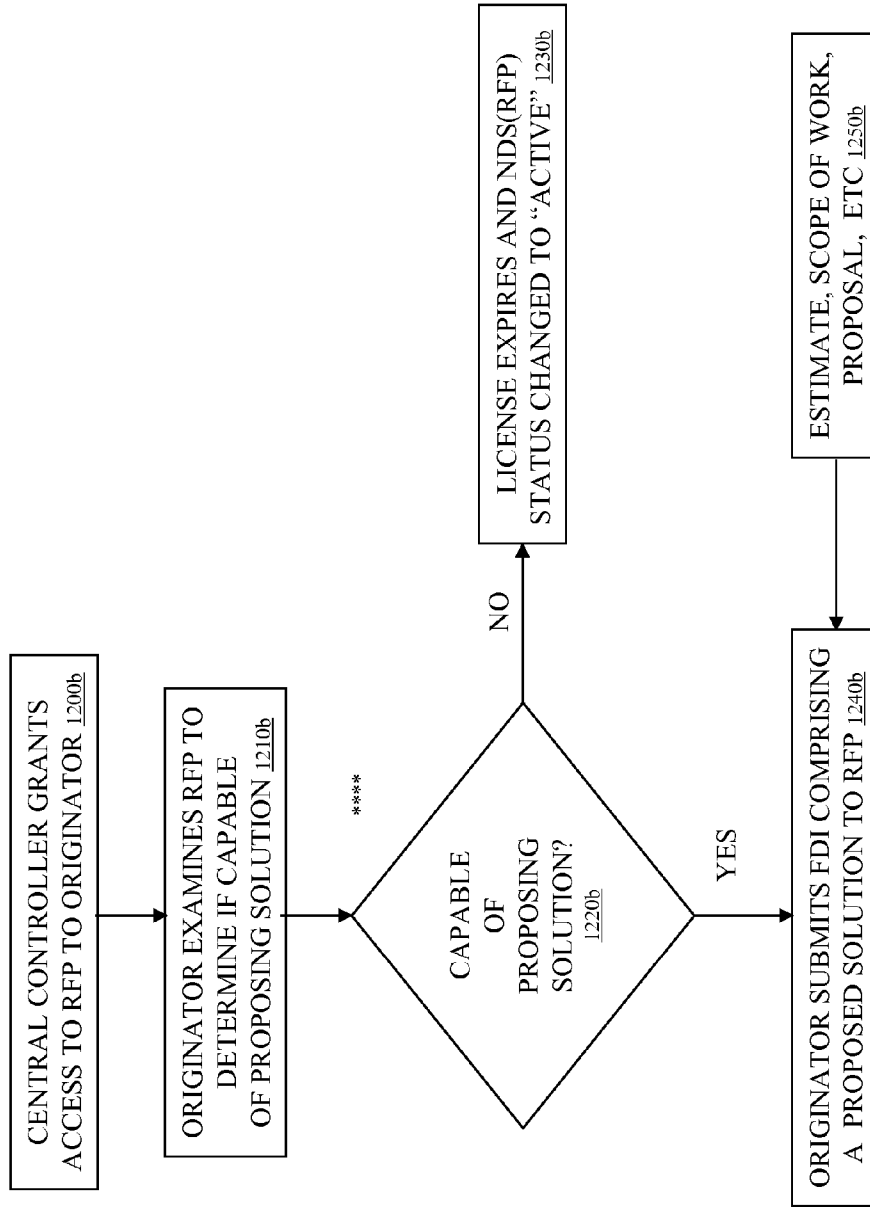 CENTRAL CONTROLLER GRANTS
ACCESS TO RFP TO ORIGINATOR 1200b
ORIGINATOR EXAMINES RFP TO
DETERMINE IF CAPABLE
OF PROPOSING SOLUTION 1210b
****
CAPABLE
OF
PROPOSING
SOLUTION?
1220b
NO
LICENSE EXPIRES AND NDS(RFP)
STATUS CHANGED TO “ACTIVE” 1230b
YES
ORIGINATOR SUBMITS FDI COMPRISING
A PROPOSED SOLUTION TO RFP 1240b
ESTIMATE, SCOPE OF WORK,
PROPOSAL, ETC 1250b